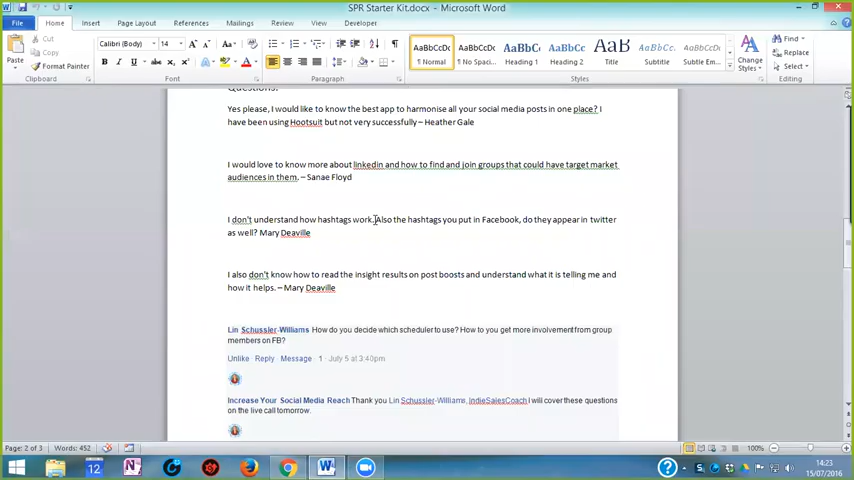 SPR Starter Kit.docx - Microsoft Word
File Home Insert Page Layout References Mailings Review View Developer
Paste Cut Copy Format Painter
Calibri (Body) 14
AaBbCcDc AaBbCcDc AaBbC AaBbCc AaB AaBbCc. AaBbCcDc
¶ Normal ¶ No Spaci... Heading 1 Heading 2 Title Subtitle Subtle Em...
Change Styles
Find Replace Select
Clipboard Font Paragraph Styles Editing
Questions:
Yes please, I would like to know the best app to harmonise all your social media posts in one place? I
have been using Hootsuit but not very successfully – Heather Gale
I would love to know more about linkedin and how to find and join groups that could have target market
audiences in them. – Sanae Floyd
I don't understand how hashtags work. Also the hashtags you put in Facebook, do they appear in twitter
as well? Mary Deaville
I also don't know how to read the insight results on post boosts and understand what it is telling me and
how it helps. – Mary Deaville
Lin Schussler-Williams How do you decide which scheduler to use? How to you get more involvement from group
members on FB?
Unlike · Reply · Message · 1 · July 5 at 3:40pm
Increase Your Social Media Reach Thank you Lin Schussler-Williams, IndieSalesCoach I will cover these questions
on the live call tomorrow.
Page: 2 of 3 Words: 452 100%
12
14:23
15/07/2016